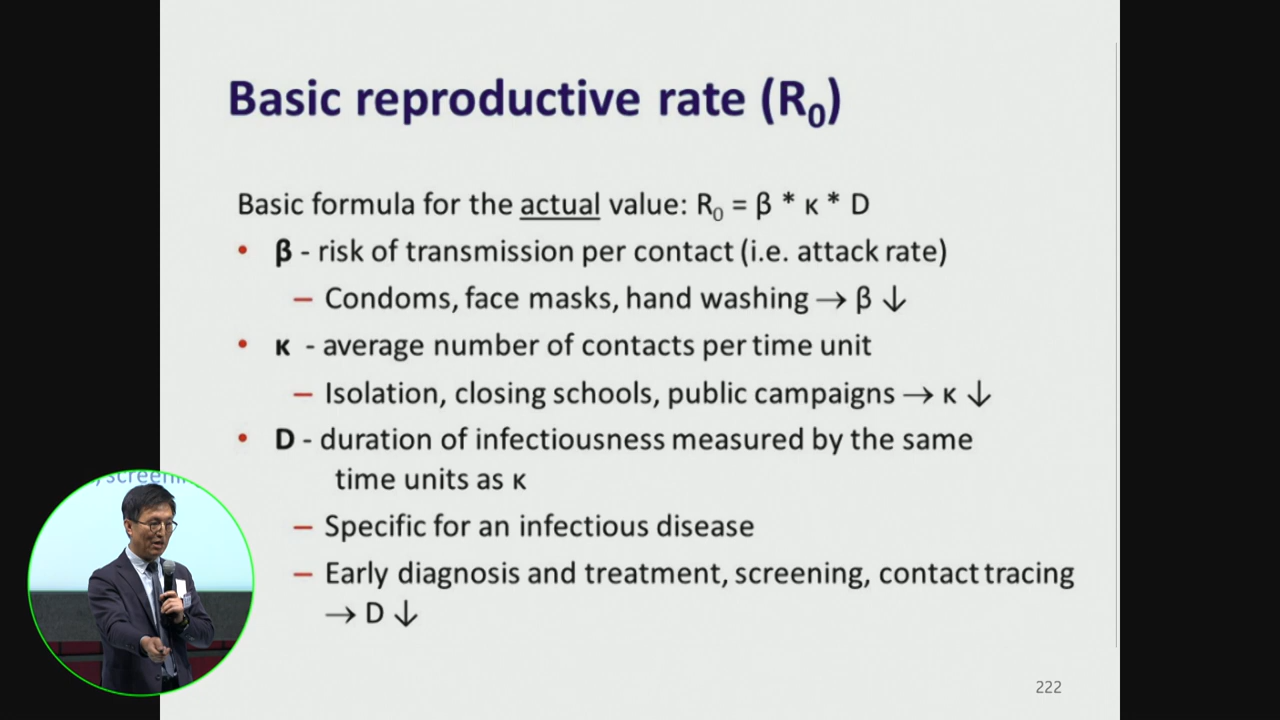 Basic reproductive rate (R₀)
Basic formula for the actual value: R₀ = β * κ * D
• β - risk of transmission per contact (i.e. attack rate)
– Condoms, face masks, hand washing → β ↓
• κ - average number of contacts per time unit
– Isolation, closing schools, public campaigns → κ ↓
• D - duration of infectiousness measured by the same
time units as κ
– Specific for an infectious disease
– Early diagnosis and treatment, screening, contact tracing
→ D ↓
222